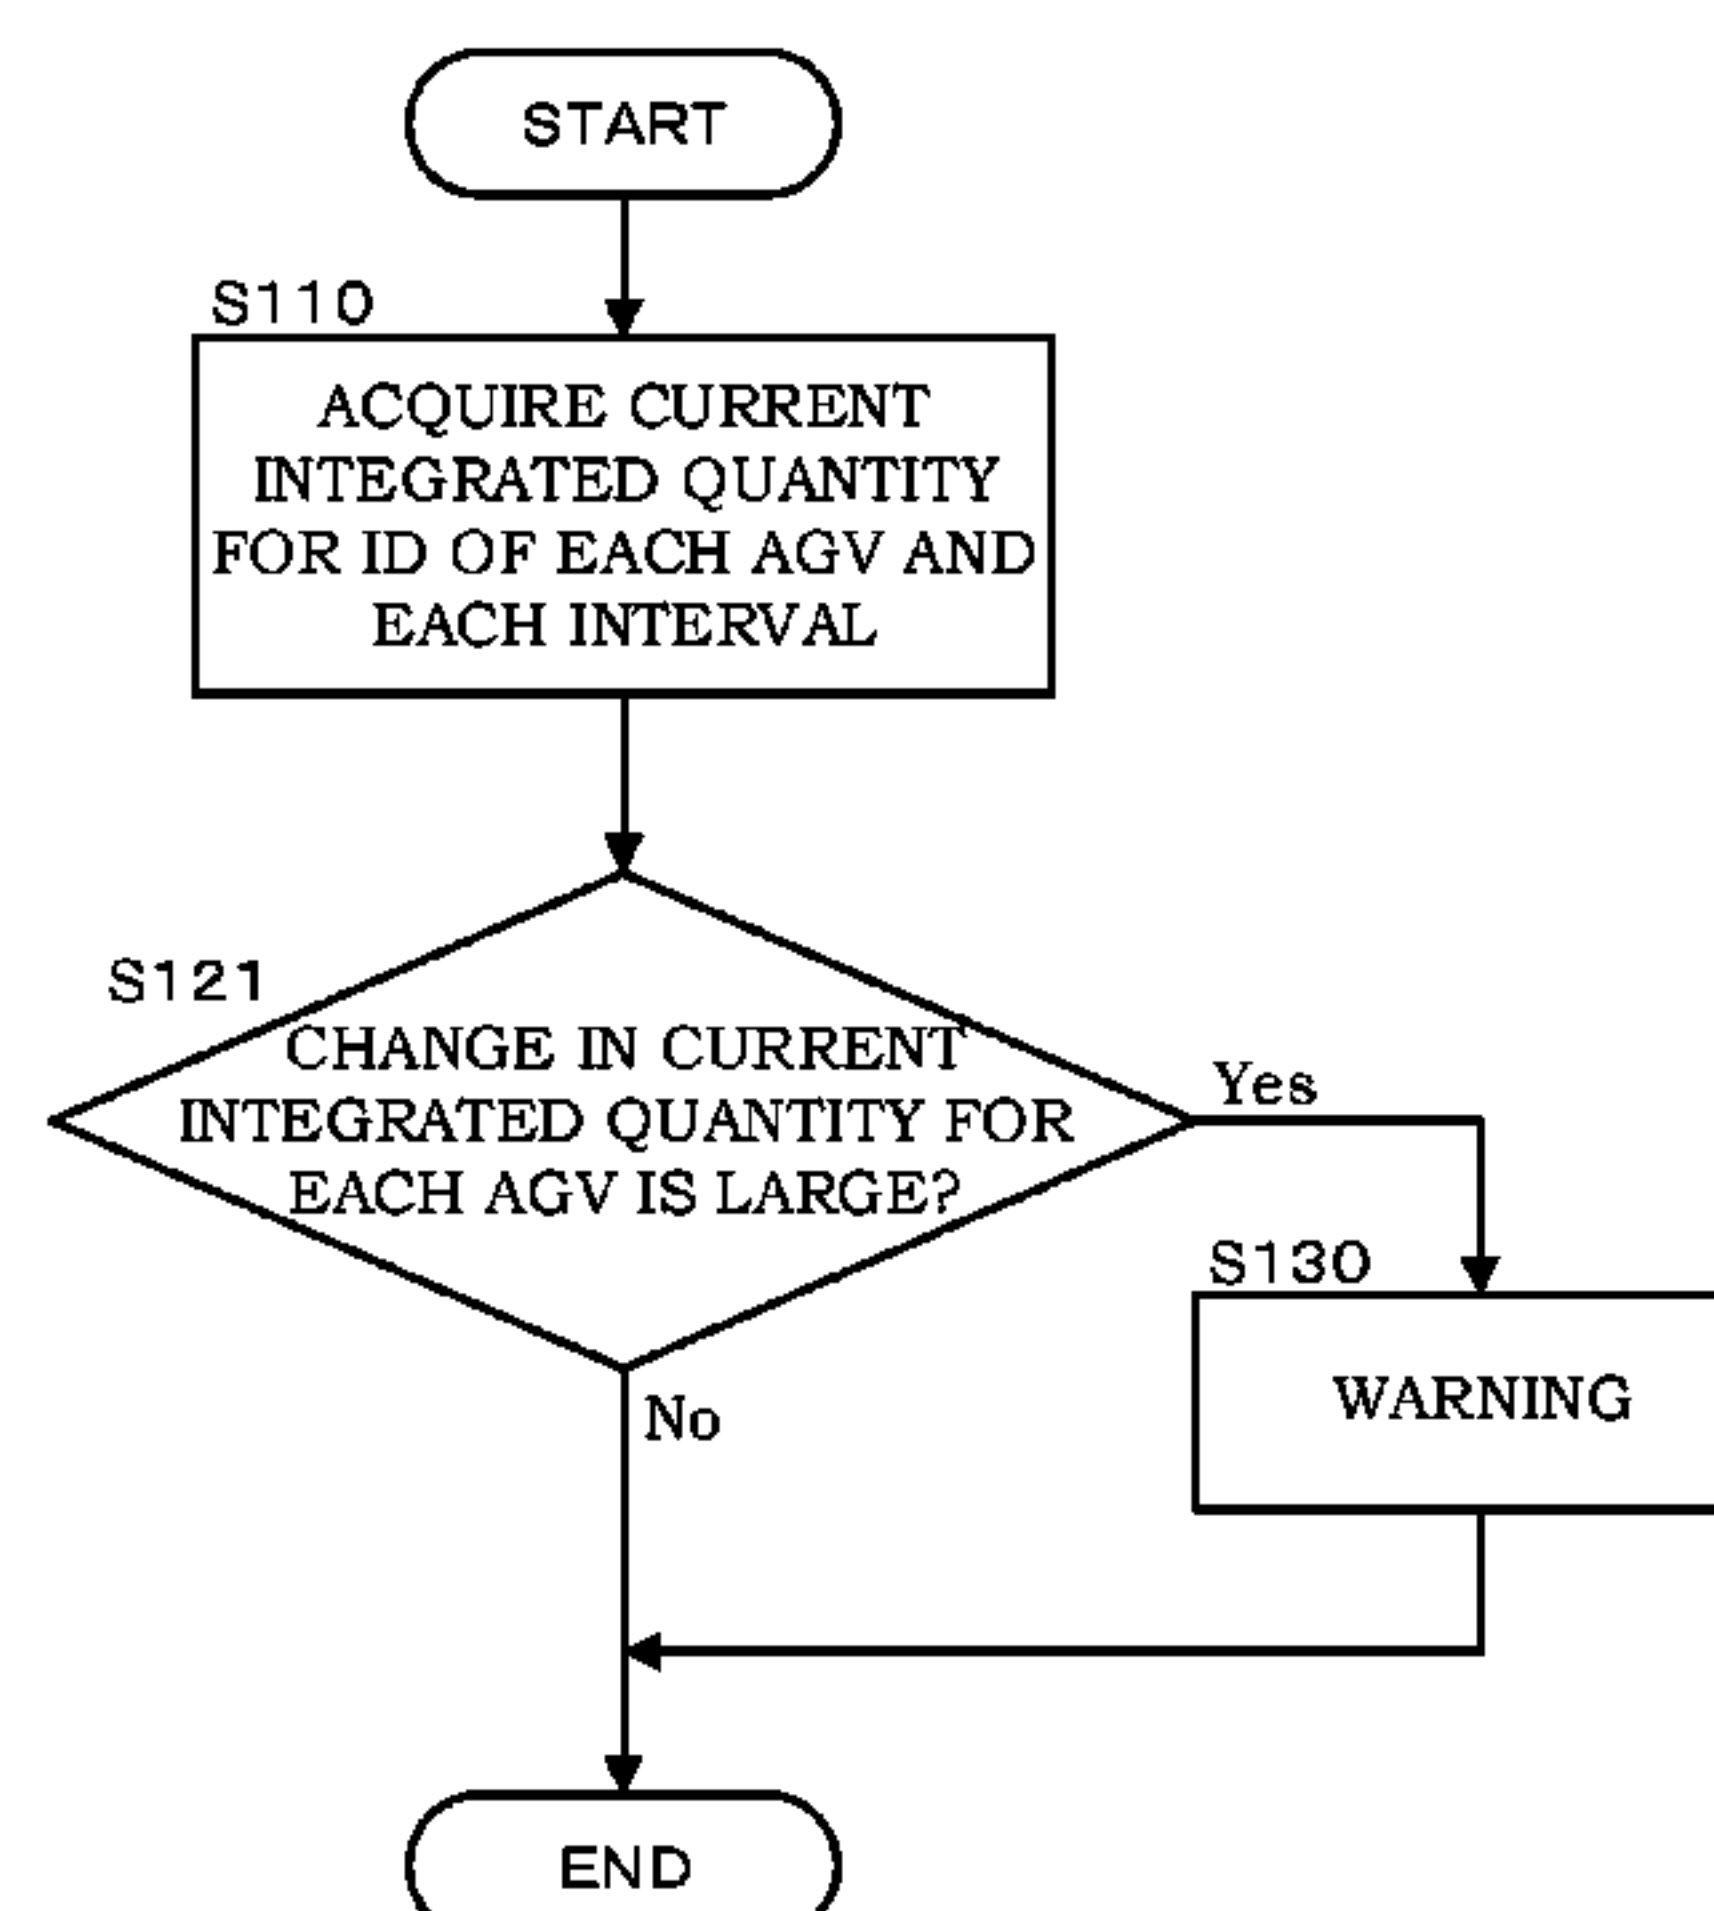 START
S110
ACQUIRE CURRENT
INTEGRATED QUANTITY
FOR ID OF EACH AGV AND
EACH INTERVAL
S121
CHANGE IN CURRENT
INTEGRATED QUANTITY FOR
EACH AGV IS LARGE?
Yes
S130
WARNING
No
END